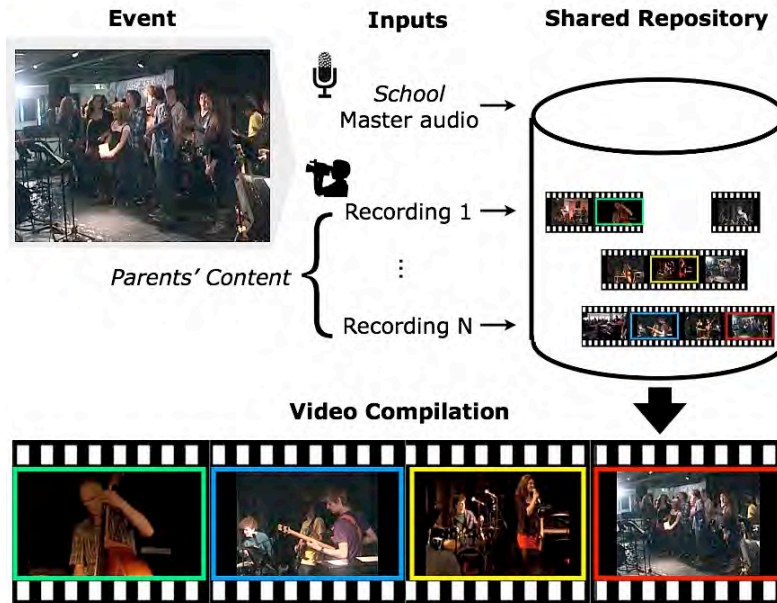 Event
Inputs
Shared Repository
School
Master audio
Recording 1
⋮
Parents' Content
Recording N
Video Compilation